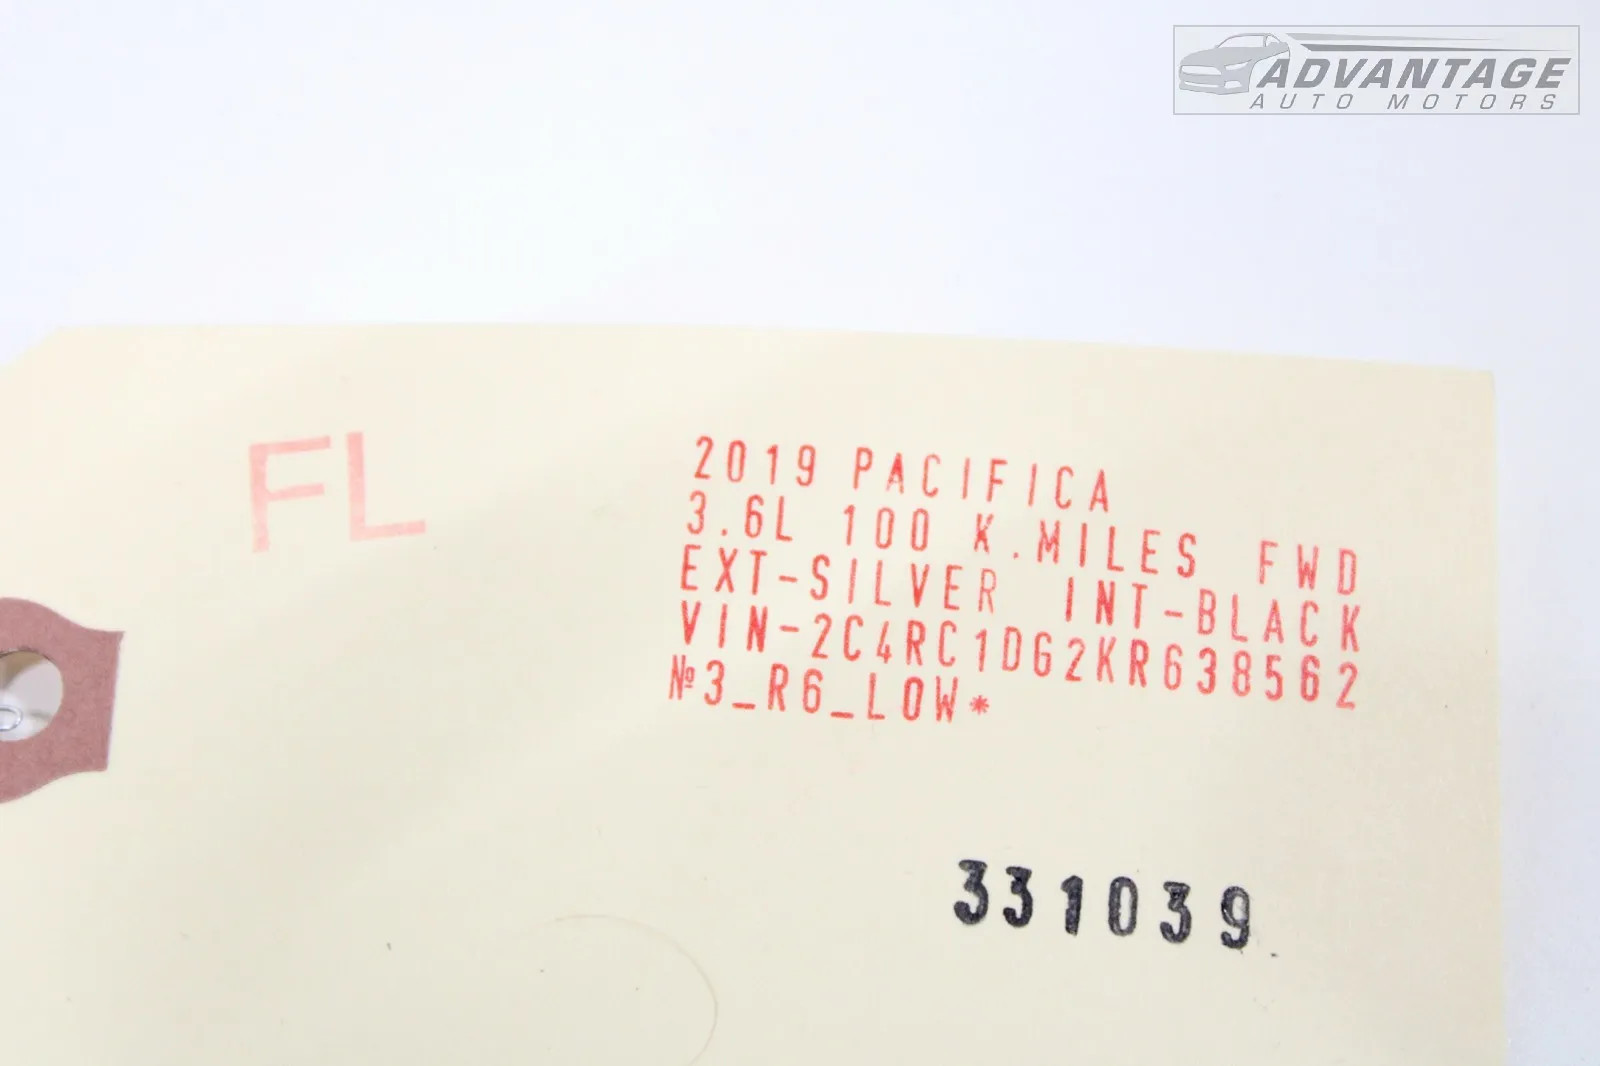 ADVANTAGE
AUTO MOTORS
FL
2019 PACIFICA
3.6L 100 K.MILES FWD
EXT-SILVER INT-BLACK
VIN-2C4RC1DG2KR638562
№3_R6_LOW*
331039